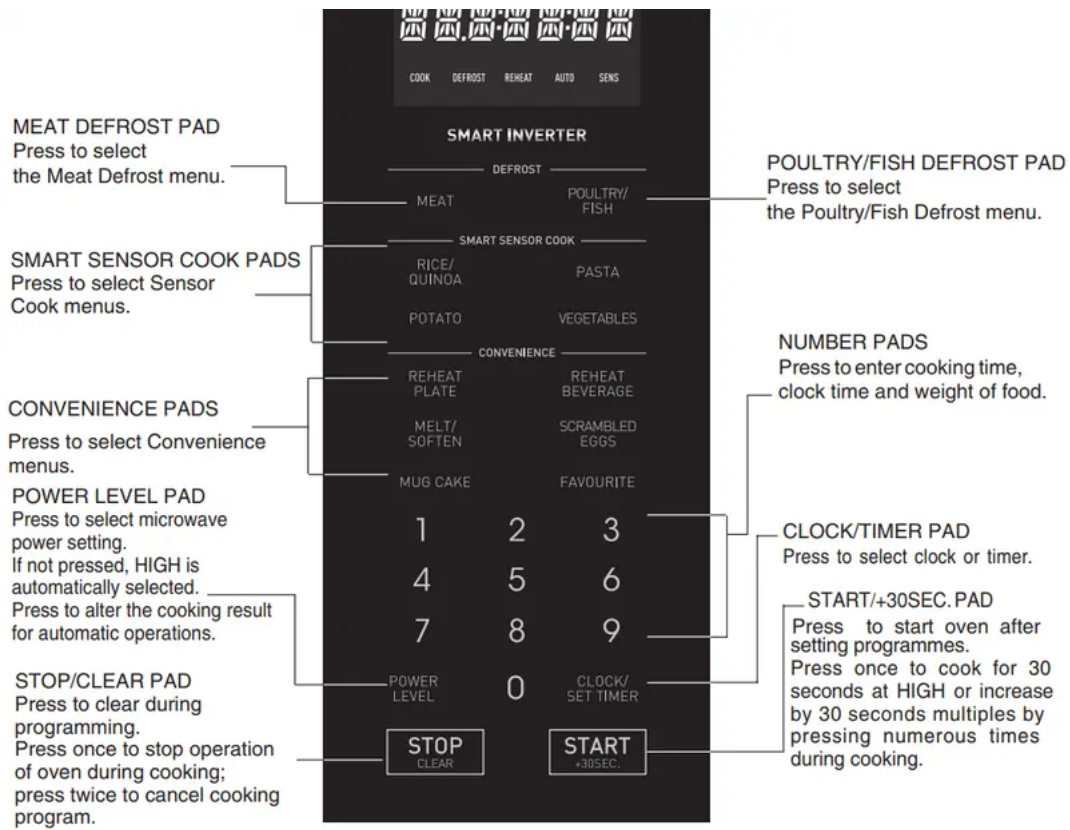 COOK DEFROST REHEAT AUTO SENS
SMART INVERTER
DEFROST
MEAT
POULTRY/
FISH
SMART SENSOR COOK
RICE/
QUINOA
PASTA
POTATO
VEGETABLES
CONVENIENCE
REHEAT
PLATE
REHEAT
BEVERAGE
MELT/
SOFTEN
SCRAMBLED
EGGS
MUG CAKE
FAVOURITE
1 2 3
4 5 6
7 8 9
POWER
LEVEL
0
CLOCK/
SET TIMER
STOP
CLEAR
START
+30SEC.
MEAT DEFROST PAD
Press to select
the Meat Defrost menu.
SMART SENSOR COOK PADS
Press to select Sensor
Cook menus.
CONVENIENCE PADS
Press to select Convenience
menus.
POWER LEVEL PAD
Press to select microwave
power setting.
If not pressed, HIGH is
automatically selected.
Press to alter the cooking result
for automatic operations.
STOP/CLEAR PAD
Press to clear during
programming.
Press once to stop operation
of oven during cooking;
press twice to cancel cooking
program.
POULTRY/FISH DEFROST PAD
Press to select
the Poultry/Fish Defrost menu.
NUMBER PADS
Press to enter cooking time,
clock time and weight of food.
CLOCK/TIMER PAD
Press to select clock or timer.
START/+30SEC. PAD
Press to start oven after
setting programmes.
Press once to cook for 30
seconds at HIGH or increase
by 30 seconds multiples by
pressing numerous times
during cooking.